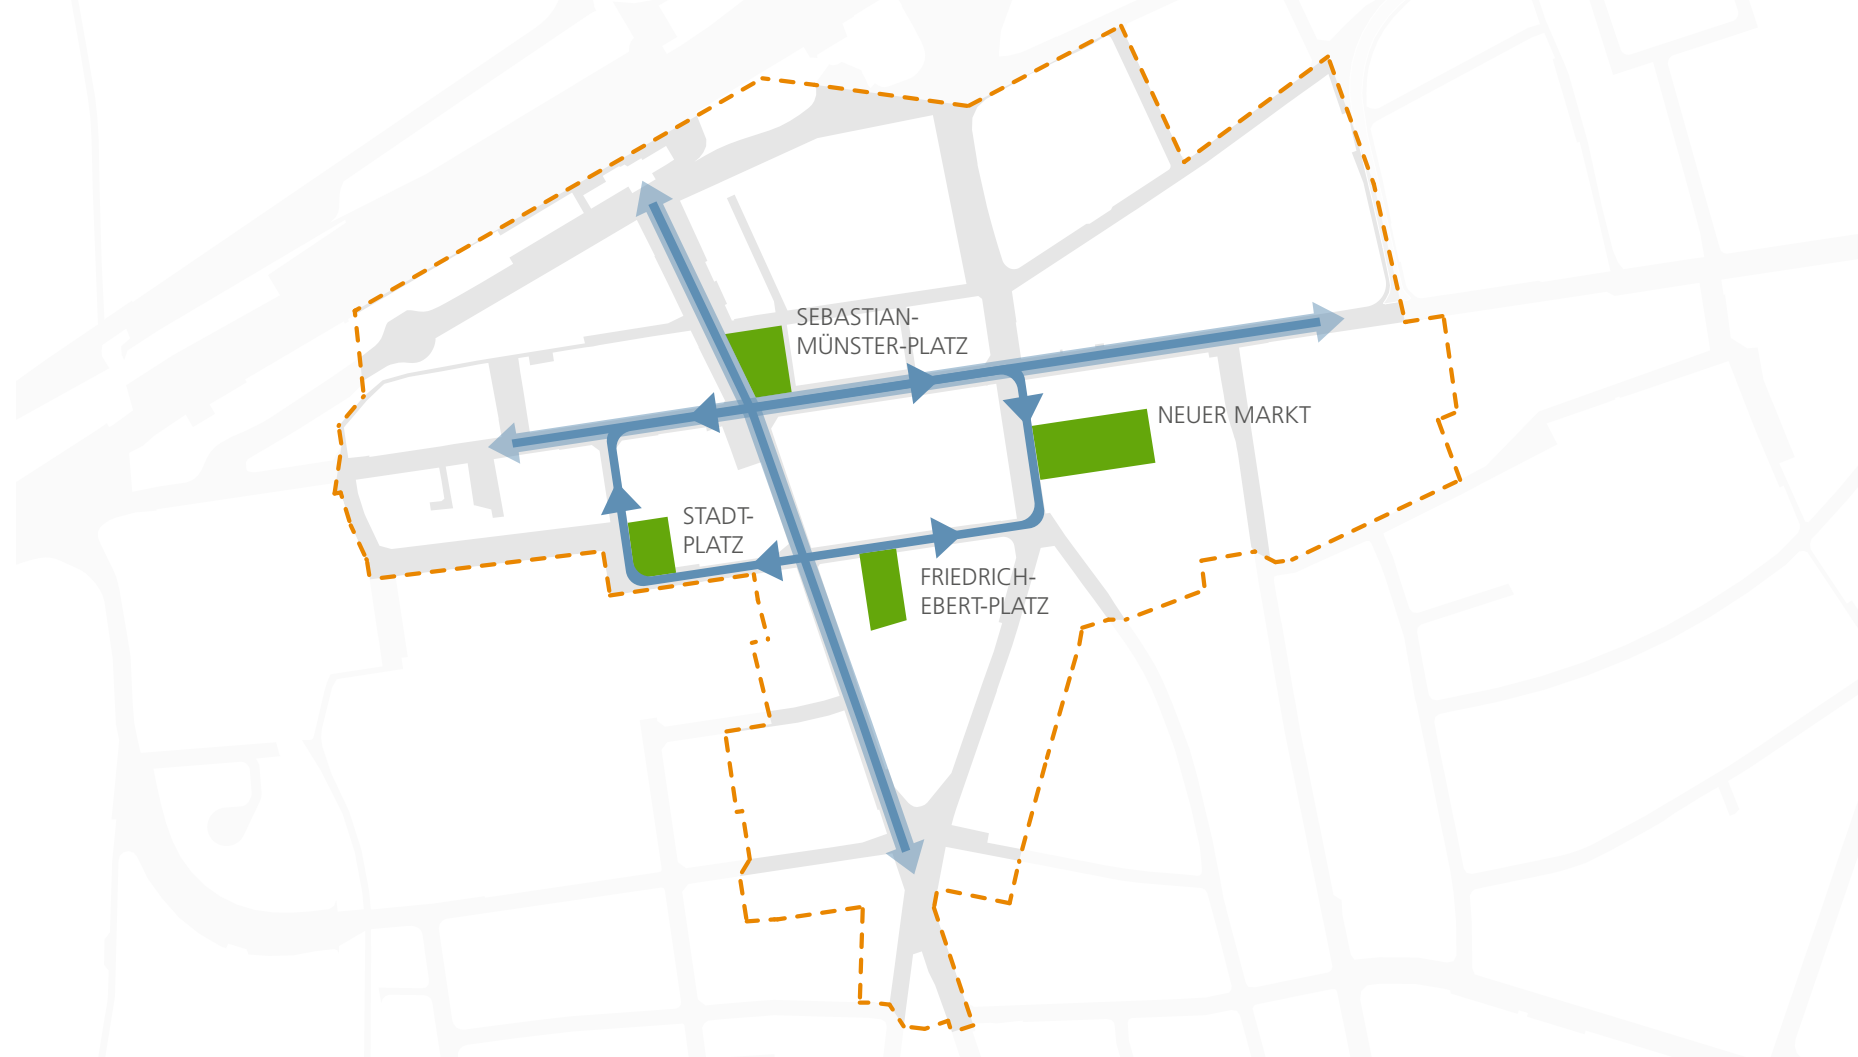 SEBASTIAN-
MÜNSTER-PLATZ
NEUER MARKT
STADT-
PLATZ
FRIEDRICH-
EBERT-PLATZ